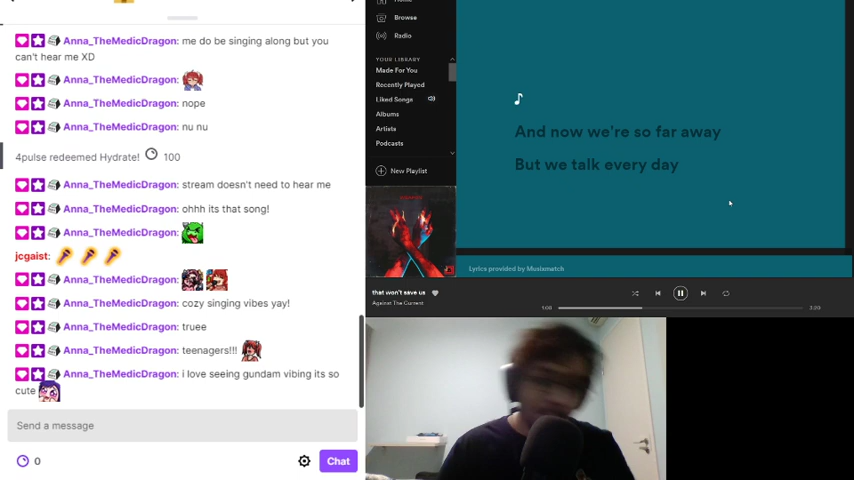 Anna_TheMedicDragon: me do be singing along but you
can't hear me XD
Anna_TheMedicDragon:
Anna_TheMedicDragon: nope
Anna_TheMedicDragon: nu nu
4pulse redeemed Hydrate! 100
Anna_TheMedicDragon: stream doesn't need to hear me
Anna_TheMedicDragon: ohhh its that song!
Anna_TheMedicDragon:
jcgaist:
Anna_TheMedicDragon:
Anna_TheMedicDragon: cozy singing vibes yay!
Anna_TheMedicDragon: truee
Anna_TheMedicDragon: teenagers!!!
Anna_TheMedicDragon: i love seeing gundam vibing its so
cute
Send a message
0
Chat
Browse
Radio
YOUR LIBRARY
Made For You
Recently Played
Liked Songs
Albums
Artists
Podcasts
New Playlist
And now we're so far away
But we talk every day
Lyrics provided by Musixmatch
that won't save us
Against The Current
1:08
3:20